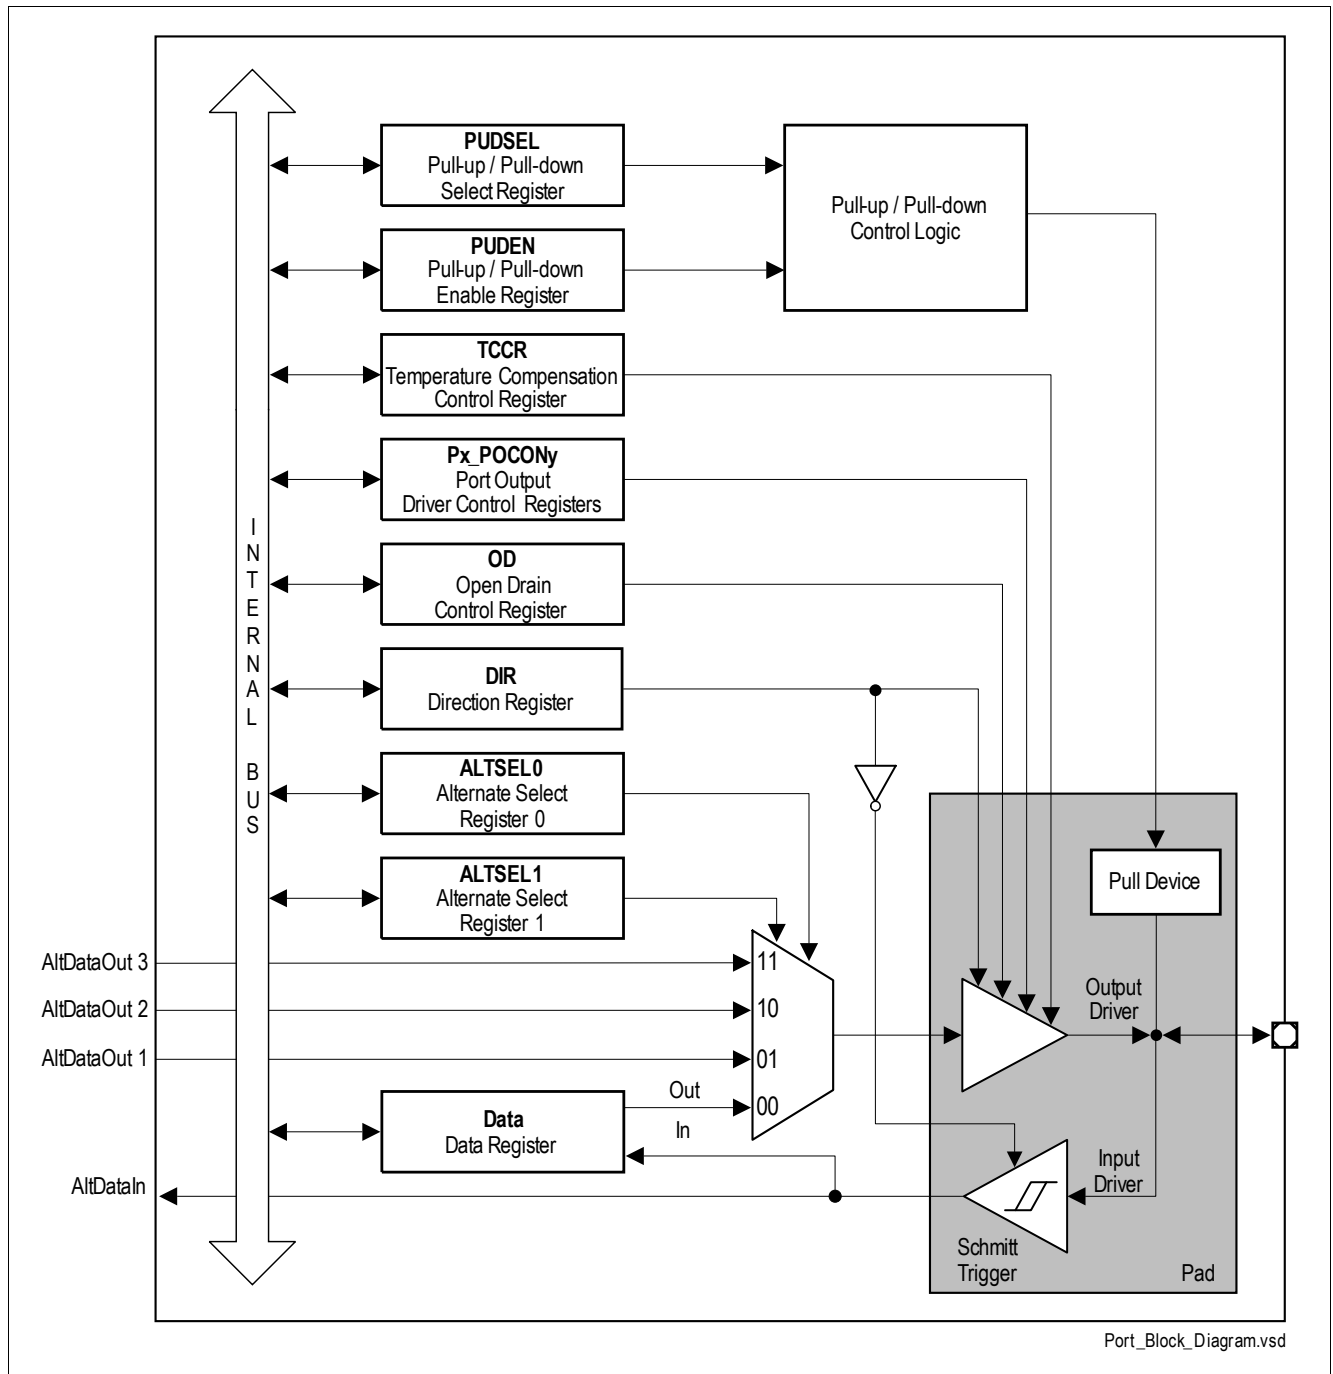 PUDSEL
Pull-up / Pull-down
Select Register
Pull-up / Pull-down
Control Logic
PUDEN
Pull-up / Pull-down
Enable Register
TCCR
Temperature Compensation
Control Register
Px_POCONy
Port Output
Driver Control Registers
INTERNAL BUS
OD
Open Drain
Control Register
DIR
Direction Register
ALTSEL0
Alternate Select
Register 0
ALTSEL1
Alternate Select
Register 1
Pull Device
AltDataOut 3
11
AltDataOut 2
10
AltDataOut 1
01
00
Output
Driver
Data
Data Register
Out
In
AltDataIn
Input
Driver
Schmitt
Trigger
Pad
Port_Block_Diagram.vsd